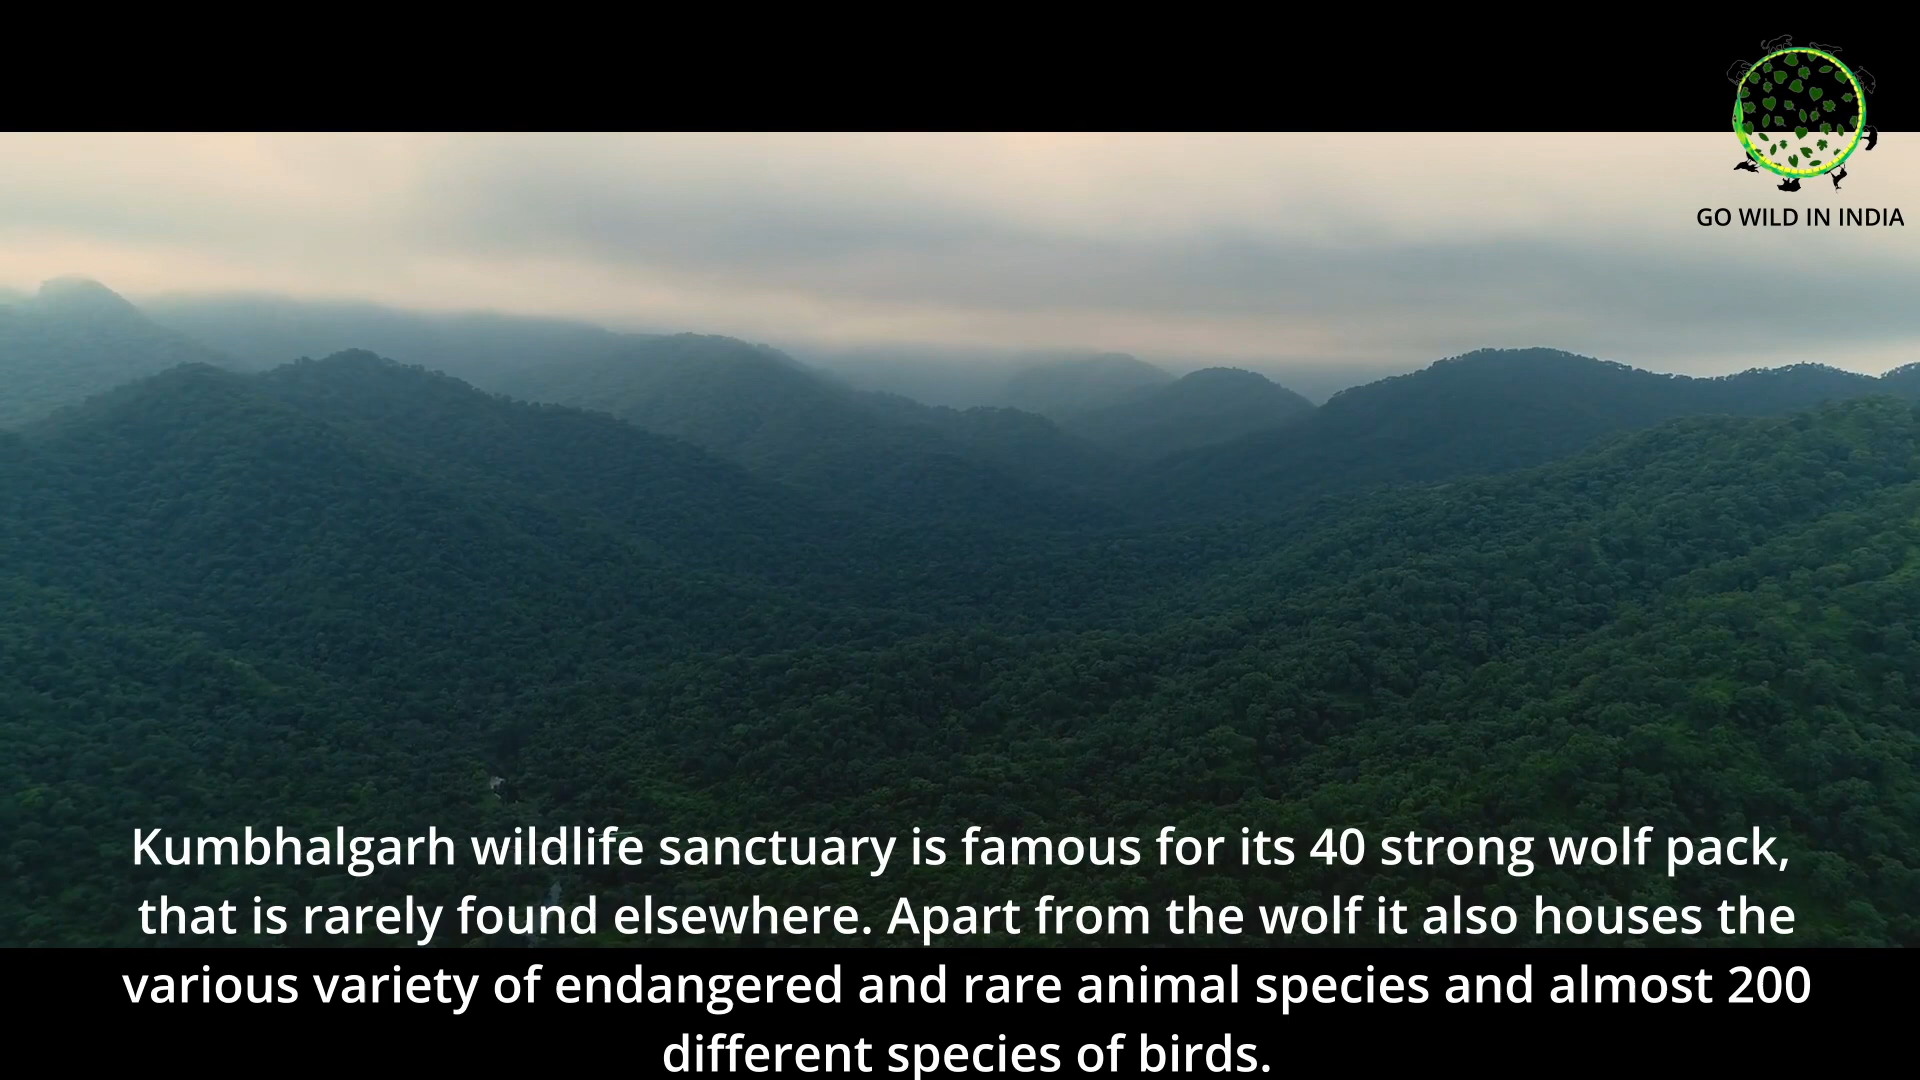 GO WILD IN INDIA
Kumbhalgarh wildlife sanctuary is famous for its 40 strong wolf pack,
that is rarely found elsewhere. Apart from the wolf it also houses the
various variety of endangered and rare animal species and almost 200
different species of birds.